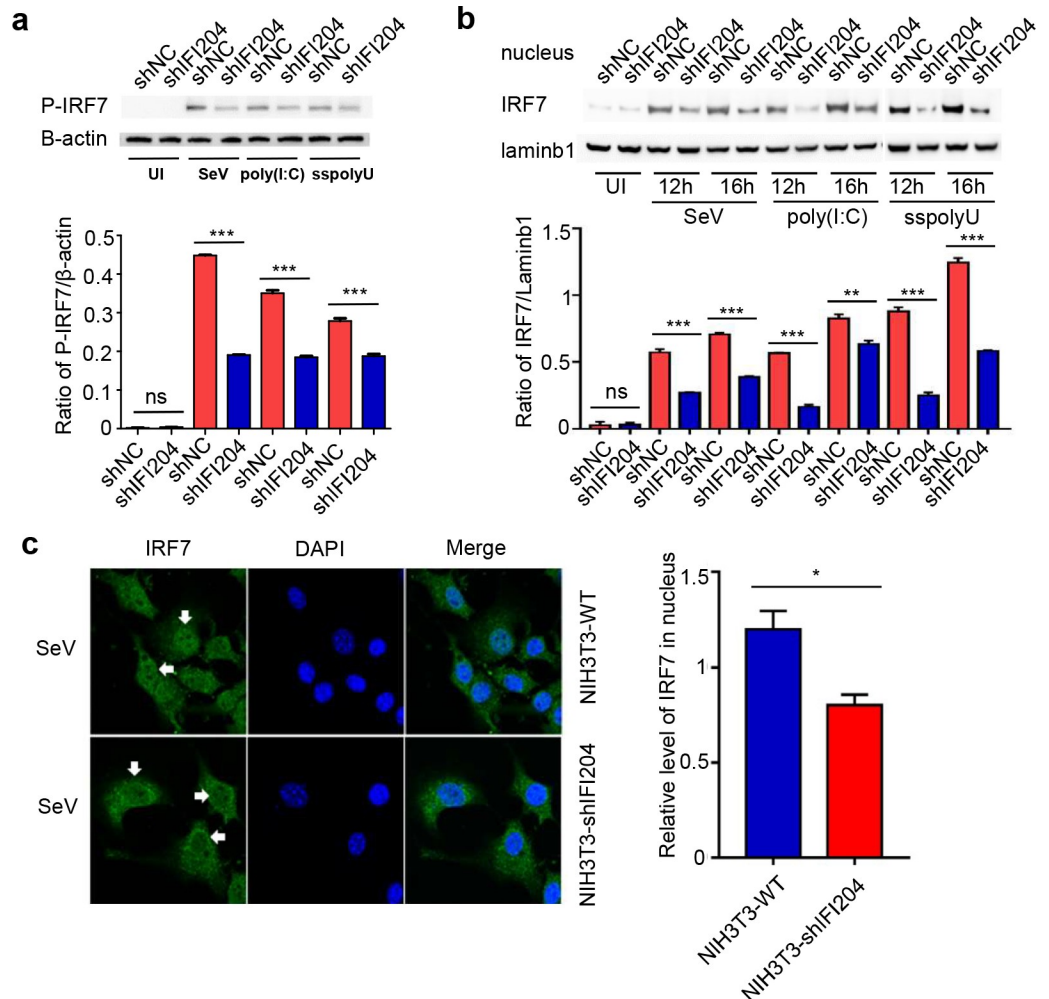 a
shNC shIFI204 shNC shIFI204 shNC shIFI204 shNC shIFI204
P-IRF7
B-actin
UI SeV poly(I:C) sspolyU
Ratio of P-IRF7/β-actin
0.5
0.4
0.3
0.2
0.1
0
ns *** *** ***
shNC shIFI204 shNC shIFI204 shNC shIFI204 shNC shIFI204
b
nucleus
shNC shIFI204 shNC shIFI204 shNC shIFI204 shNC shIFI204 shNC shIFI204 shNC shIFI204 shNC shIFI204
IRF7
laminb1
UI 12h 16h 12h 16h 12h 16h
SeV poly(I:C) sspolyU
Ratio of IRF7/Laminb1
1.5
1
0.5
0
ns *** *** *** ** *** ***
shNC shIFI204 shNC shIFI204 shNC shIFI204 shNC shIFI204 shNC shIFI204 shNC shIFI204 shNC shIFI204
c
IRF7 DAPI Merge
SeV
NIH3T3-WT
SeV
NIH3T3-shIFI204
Relative level of IRF7 in nucleus
1.5
1
0.5
0
*
NIH3T3-WT
NIH3T3-shIFI204